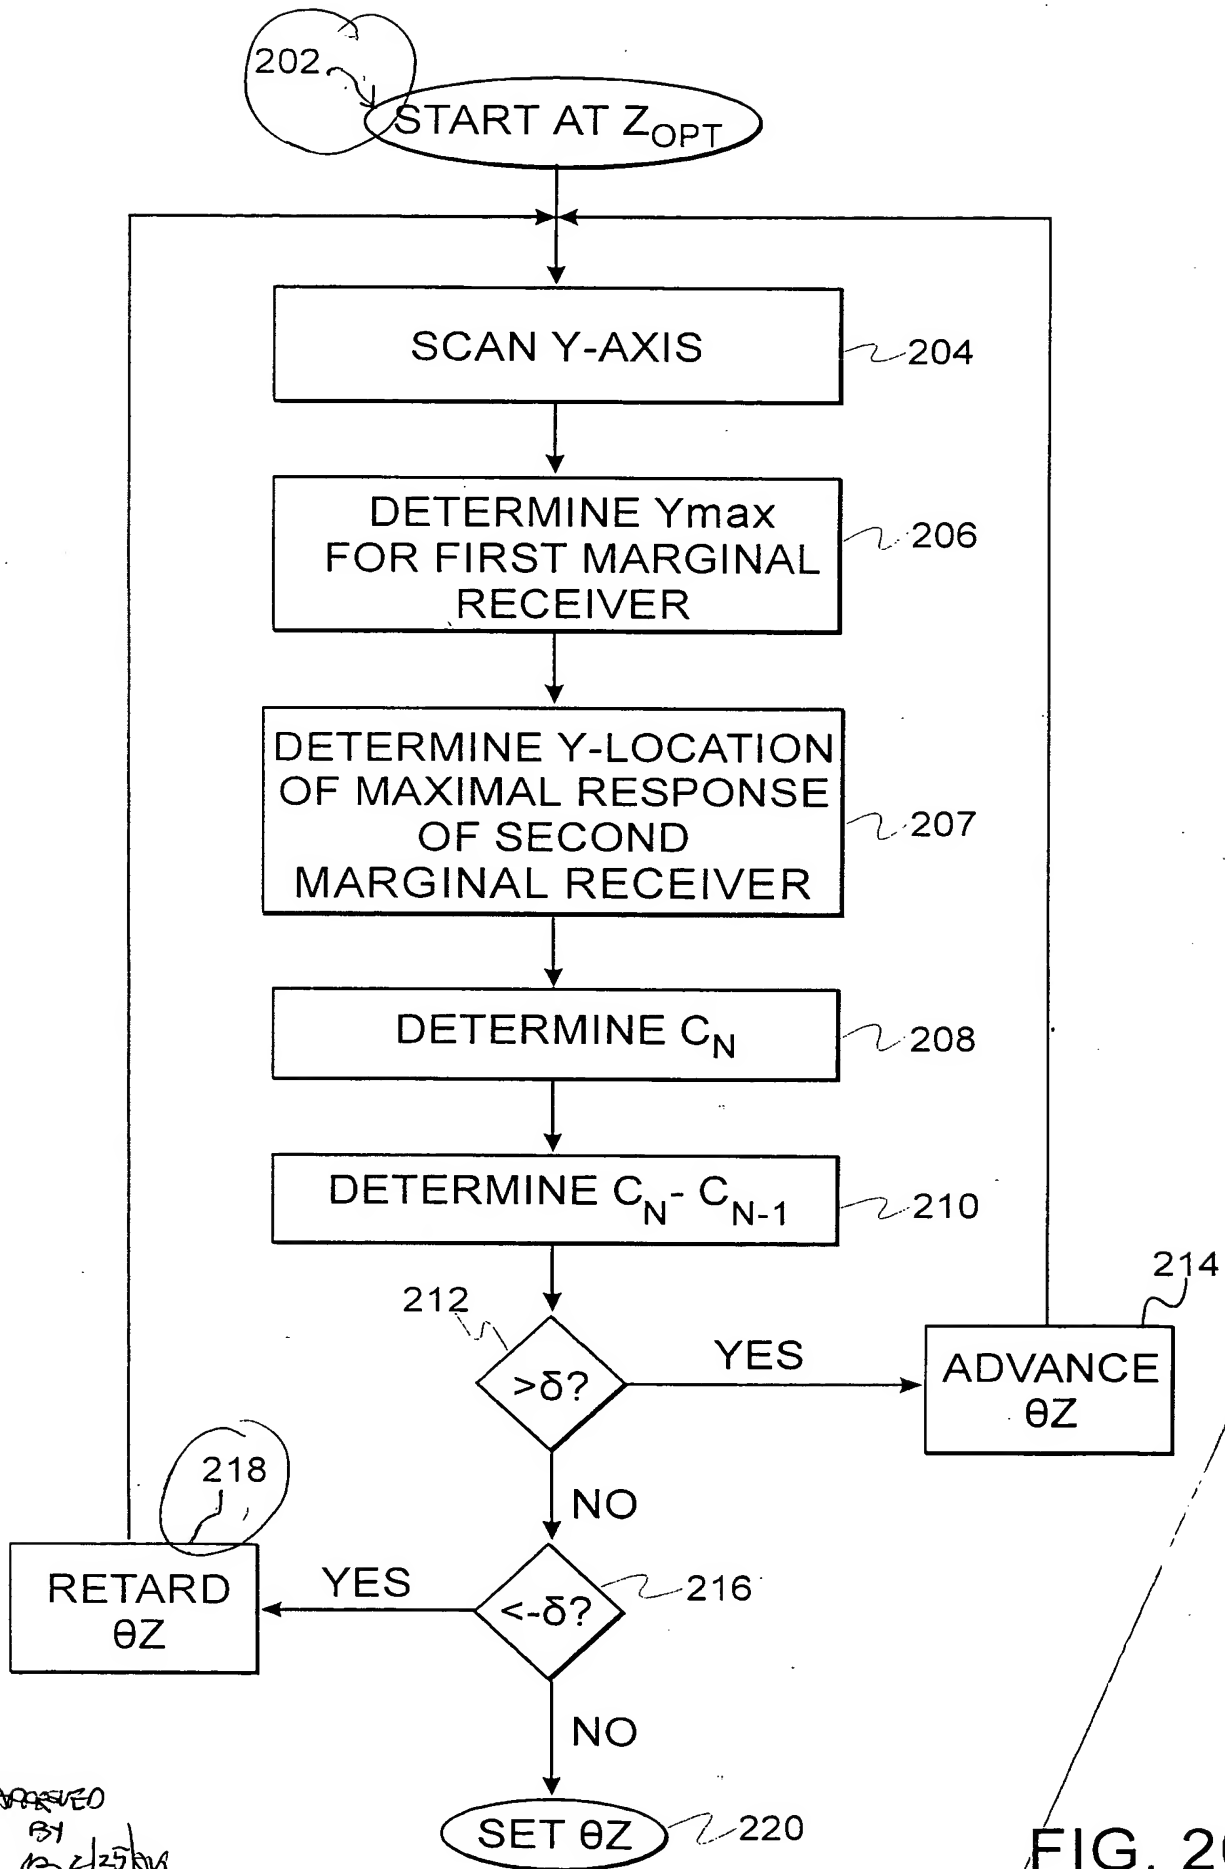 202
START AT ZOPT
SCAN Y-AXIS
204
DETERMINE Ymax
FOR FIRST MARGINAL
RECEIVER
206
DETERMINE Y-LOCATION
OF MAXIMAL RESPONSE
OF SECOND
MARGINAL RECEIVER
207
DETERMINE CN
208
DETERMINE CN- CN-1
210
212
>δ?
YES
214
ADVANCE
θZ
NO
218
RETARD
θZ
YES
<-δ?
216
NO
SET θZ
220
APPROVED
BY
FIG. 20